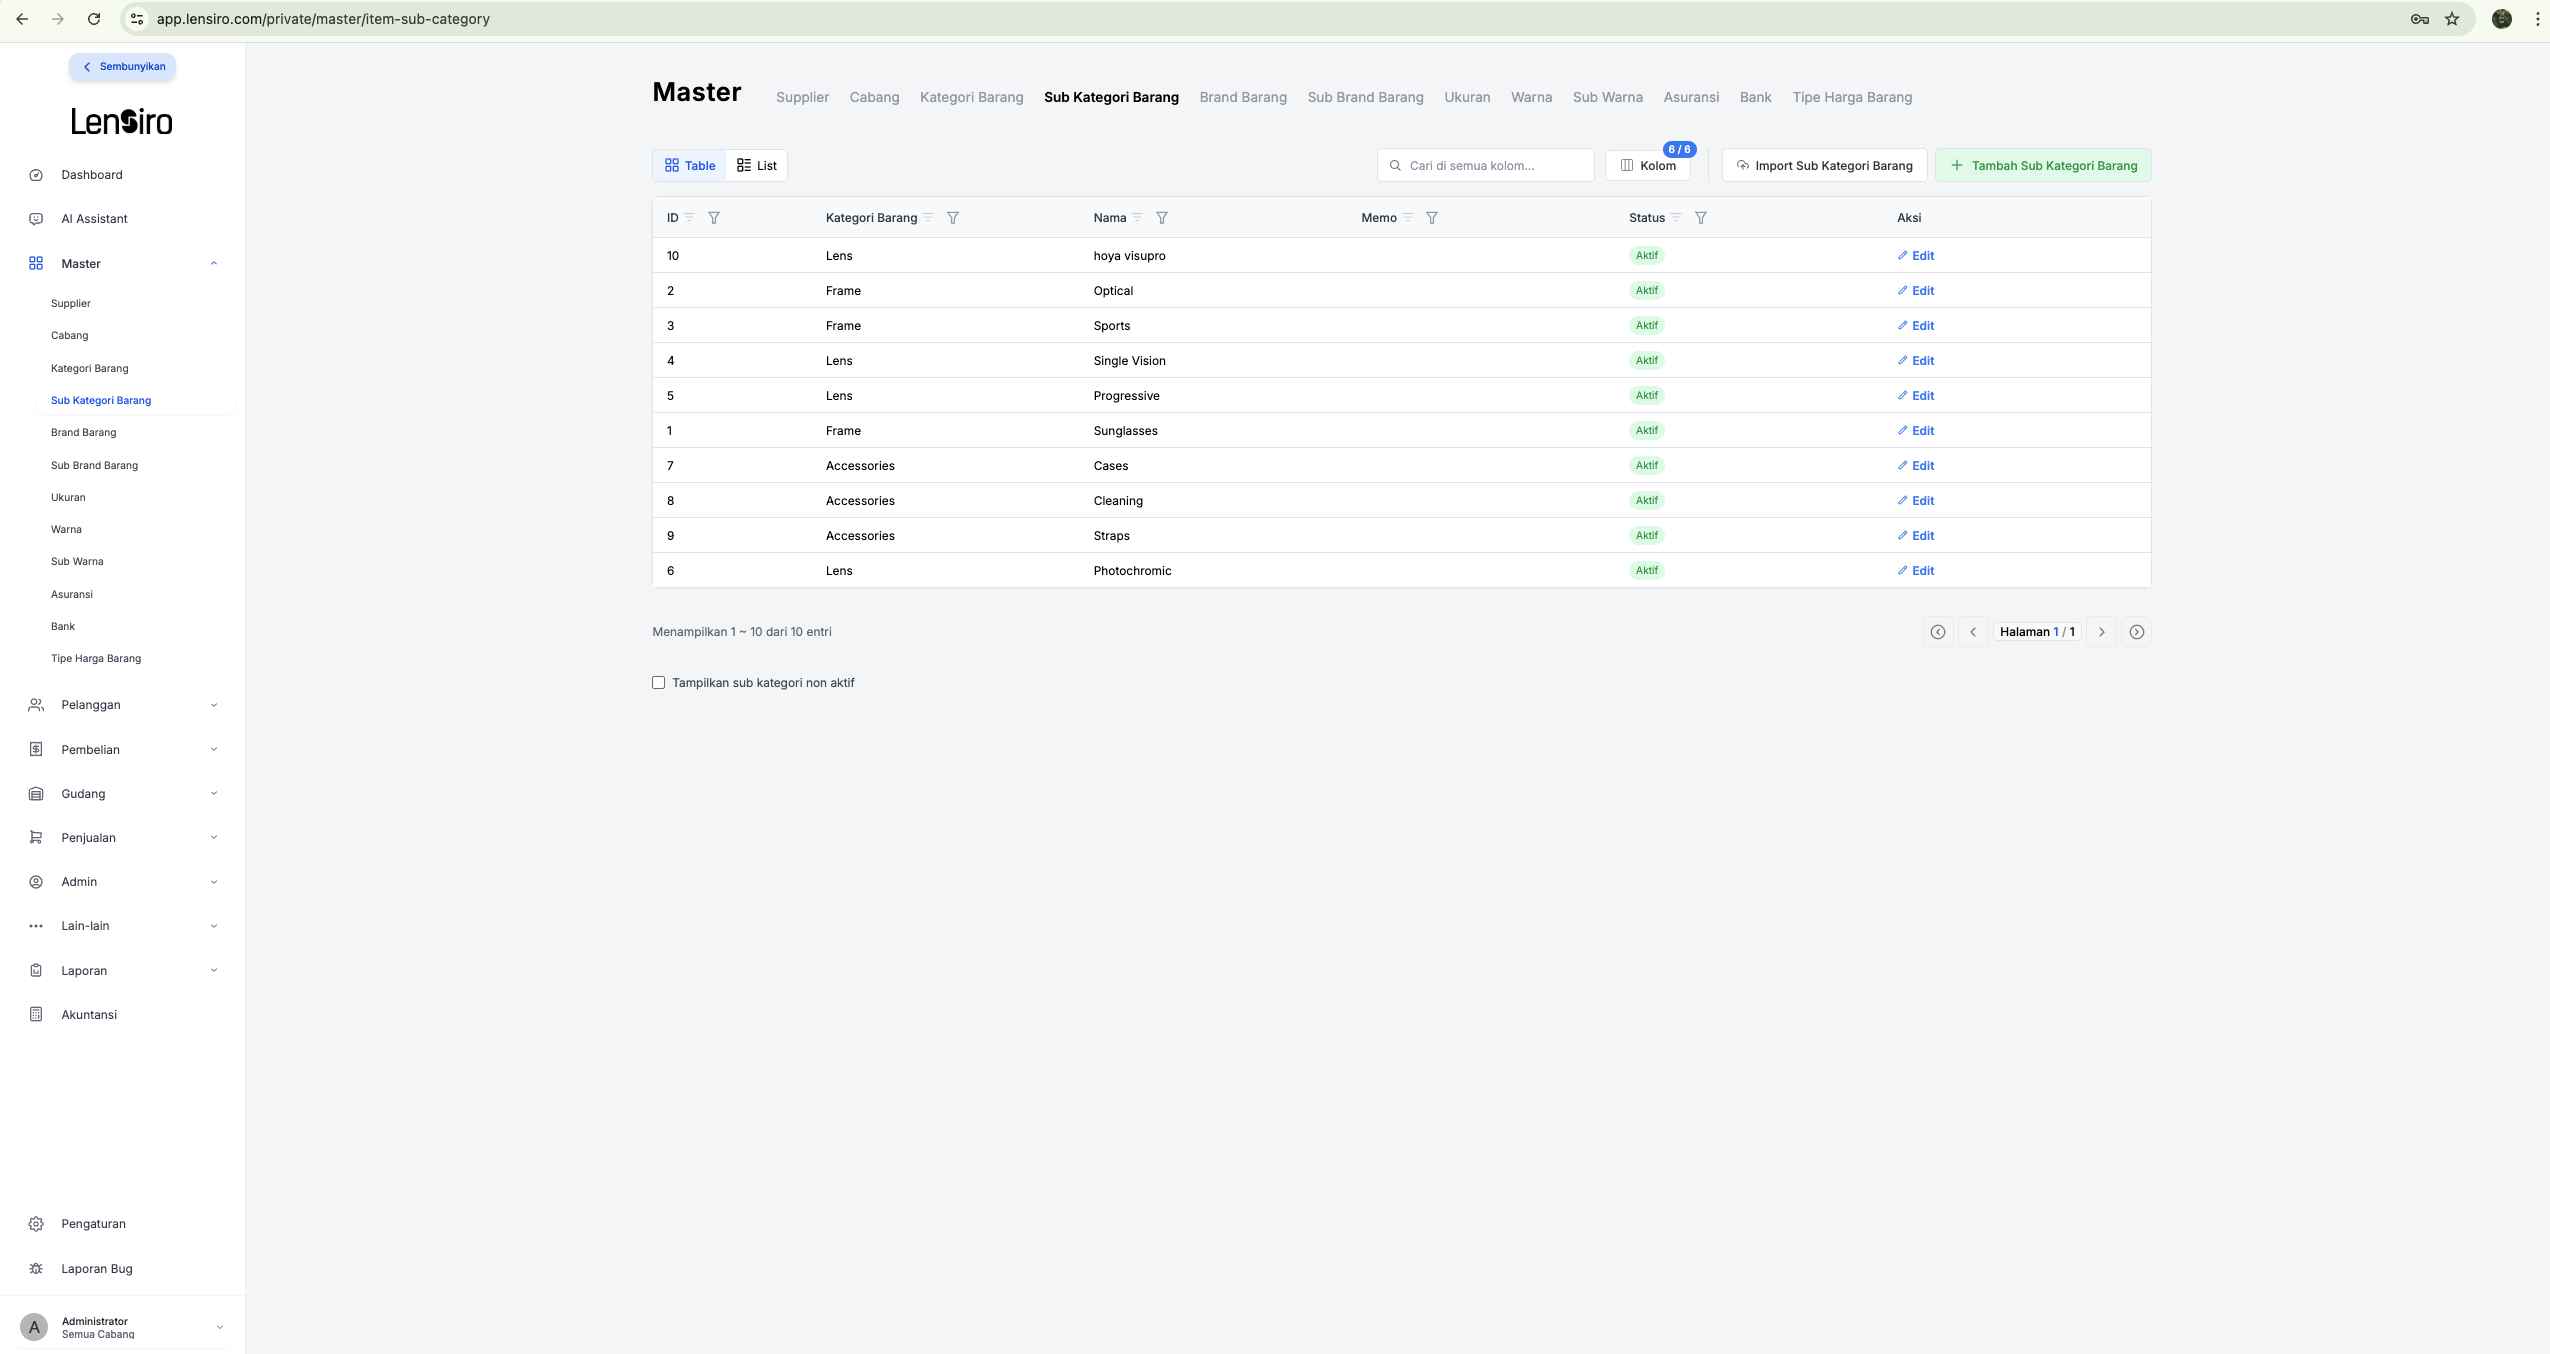 app.lensiro.com/private/master/item-sub-category
Sembunyikan
Lensiro
Dashboard
AI Assistant
Master
Supplier
Cabang
Kategori Barang
Sub Kategori Barang
Brand Barang
Sub Brand Barang
Ukuran
Warna
Sub Warna
Asuransi
Bank
Tipe Harga Barang
Pelanggan
Pembelian
Gudang
Penjualan
Admin
Lain-lain
Laporan
Akuntansi
Pengaturan
Laporan Bug
A
Administrator
Semua Cabang
Master Supplier Cabang Kategori Barang Sub Kategori Barang Brand Barang Sub Brand Barang Ukuran Warna Sub Warna Asuransi Bank Tipe Harga Barang
Table List Cari di semua kolom... Kolom 6 / 6 Import Sub Kategori Barang Tambah Sub Kategori Barang
ID Kategori Barang Nama Memo Status Aksi
10 Lens hoya visupro Aktif Edit
2 Frame Optical Aktif Edit
3 Frame Sports Aktif Edit
4 Lens Single Vision Aktif Edit
5 Lens Progressive Aktif Edit
1 Frame Sunglasses Aktif Edit
7 Accessories Cases Aktif Edit
8 Accessories Cleaning Aktif Edit
9 Accessories Straps Aktif Edit
6 Lens Photochromic Aktif Edit
Menampilkan 1 ~ 10 dari 10 entri Halaman 1 / 1
Tampilkan sub kategori non aktif